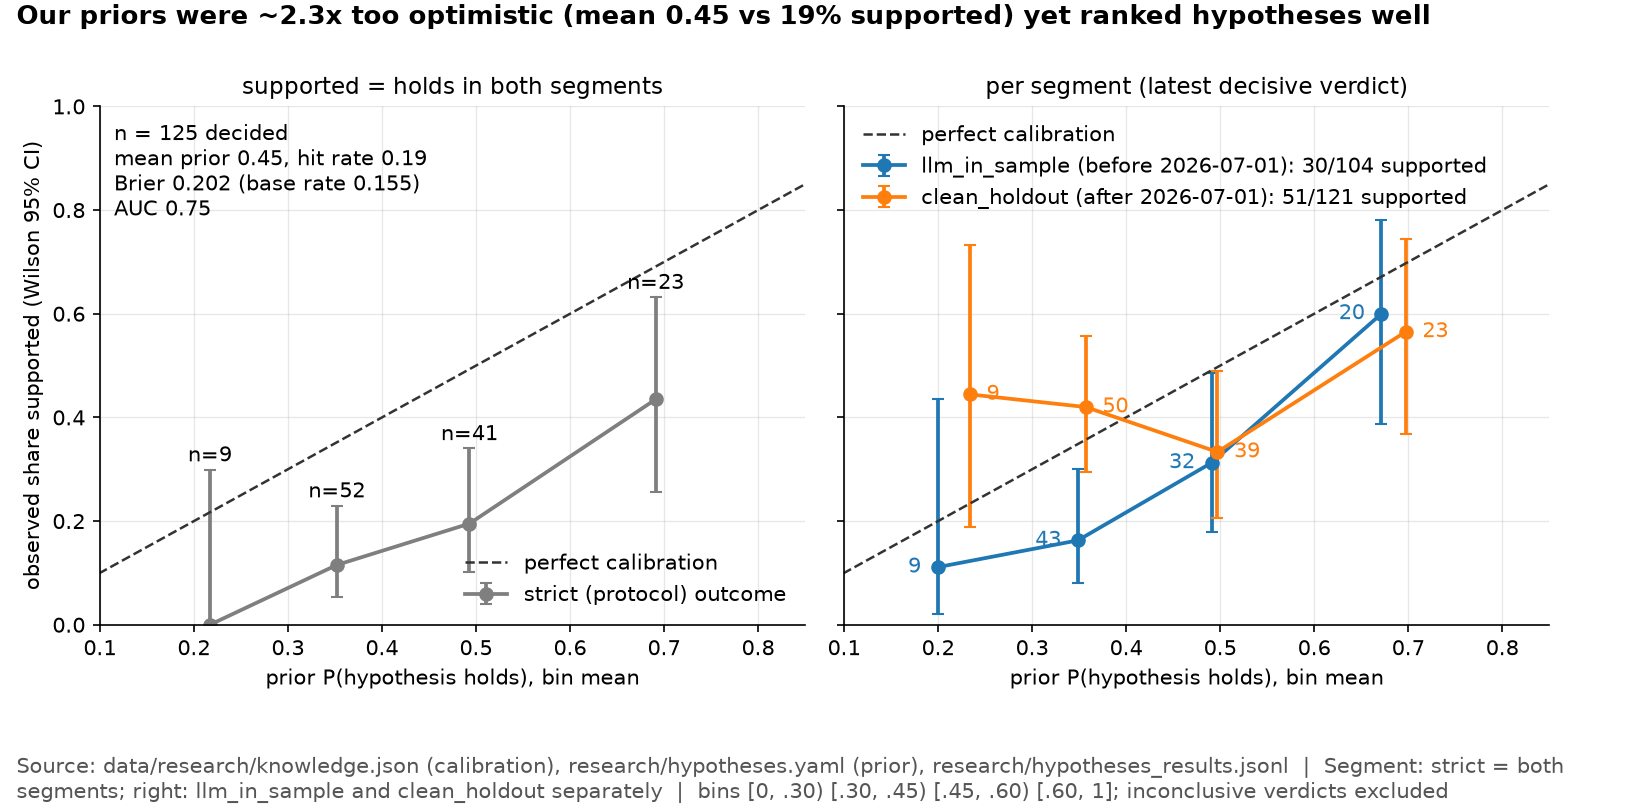 Our priors were ~2.3x too optimistic (mean 0.45 vs 19% supported) yet ranked hypotheses well
supported = holds in both segments
n = 125 decided
mean prior 0.45, hit rate 0.19
Brier 0.202 (base rate 0.155)
AUC 0.75
observed share supported (Wilson 95% CI)
1.0
0.8
0.6
0.4
0.2
0.0
n=9
n=52
n=41
n=23
perfect calibration
strict (protocol) outcome
0.1 0.2 0.3 0.4 0.5 0.6 0.7 0.8
prior P(hypothesis holds), bin mean
per segment (latest decisive verdict)
perfect calibration
llm_in_sample (before 2026-07-01): 30/104 supported
clean_holdout (after 2026-07-01): 51/121 supported
9
43
32
20
9
50
39
23
0.1 0.2 0.3 0.4 0.5 0.6 0.7 0.8
prior P(hypothesis holds), bin mean
Source: data/research/knowledge.json (calibration), research/hypotheses.yaml (prior), research/hypotheses_results.jsonl | Segment: strict = both
segments; right: llm_in_sample and clean_holdout separately | bins [0, .30) [.30, .45) [.45, .60) [.60, 1]; inconclusive verdicts excluded